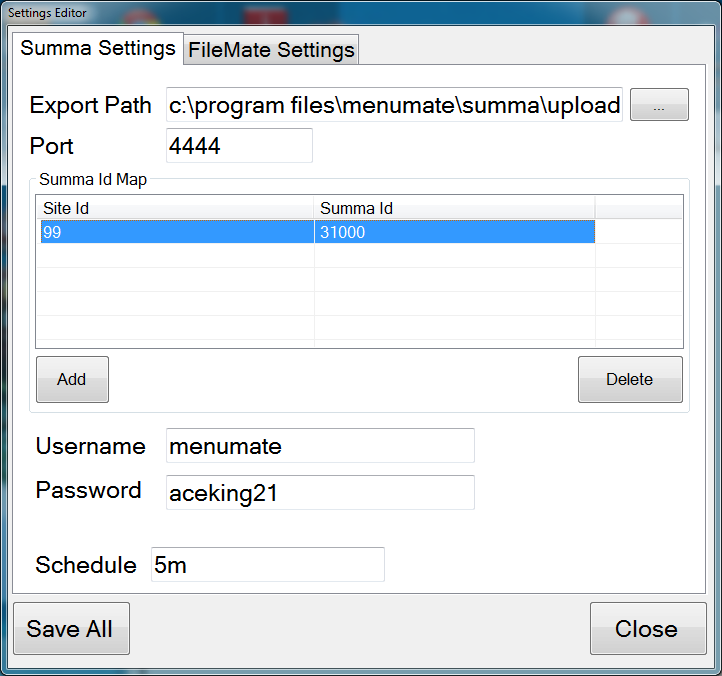 Settings Editor
Summa Settings FileMate Settings
Export Path c:\program files\menumate\summa\upload ...
Port 4444
Summa Id Map
Site Id Summa Id
99 31000
Add Delete
Username menumate
Password aceking21
Schedule 5m
Save All Close